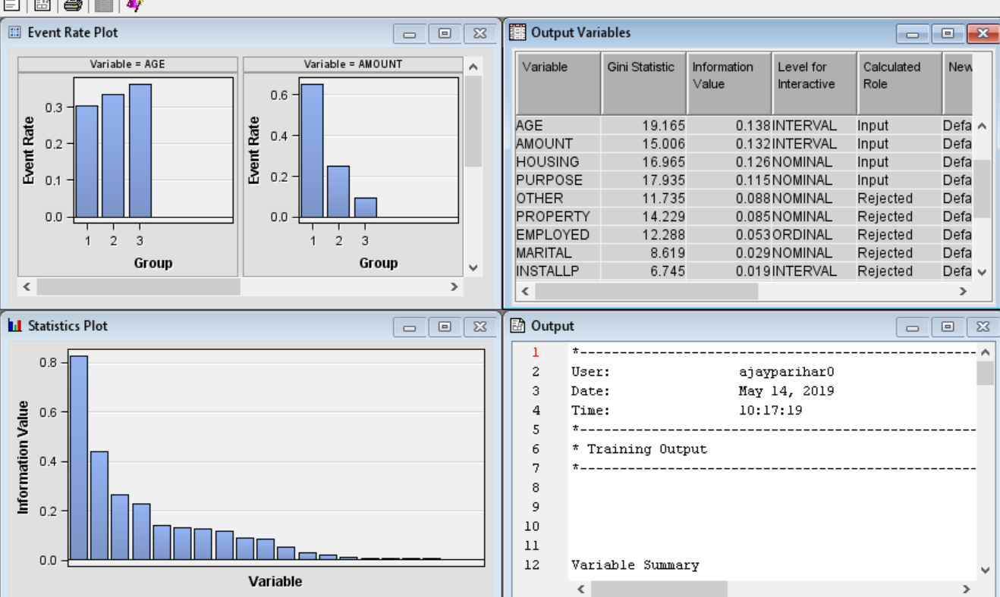 Event Rate Plot
Variable = AGE
Variable = AMOUNT
Event Rate
0.3
0.2
0.1
0.0
1 2 3
Group
Event Rate
0.6
0.4
0.2
0.0
1 2 3
Group
Output Variables
Variable Gini Statistic Information Value Level for Interactive Calculated Role New
AGE 19.165 0.138 INTERVAL Input Defa
AMOUNT 15.006 0.132 INTERVAL Input Defa
HOUSING 16.965 0.126 NOMINAL Input Defa
PURPOSE 17.935 0.115 NOMINAL Input Defa
OTHER 11.735 0.088 NOMINAL Rejected Defa
PROPERTY 14.229 0.085 NOMINAL Rejected Defa
EMPLOYED 12.288 0.053 ORDINAL Rejected Defa
MARITAL 8.619 0.029 NOMINAL Rejected Defa
INSTALLP 6.745 0.019 INTERVAL Rejected Defa
Statistics Plot
Information Value
0.8
0.6
0.4
0.2
0.0
Variable
Output
1 *--------------------------------------------------
2 User: ajayparihar0
3 Date: May 14, 2019
4 Time: 10:17:19
5 *--------------------------------------------------
6 * Training Output
7 *--------------------------------------------------
8
9
10
11
12 Variable Summary